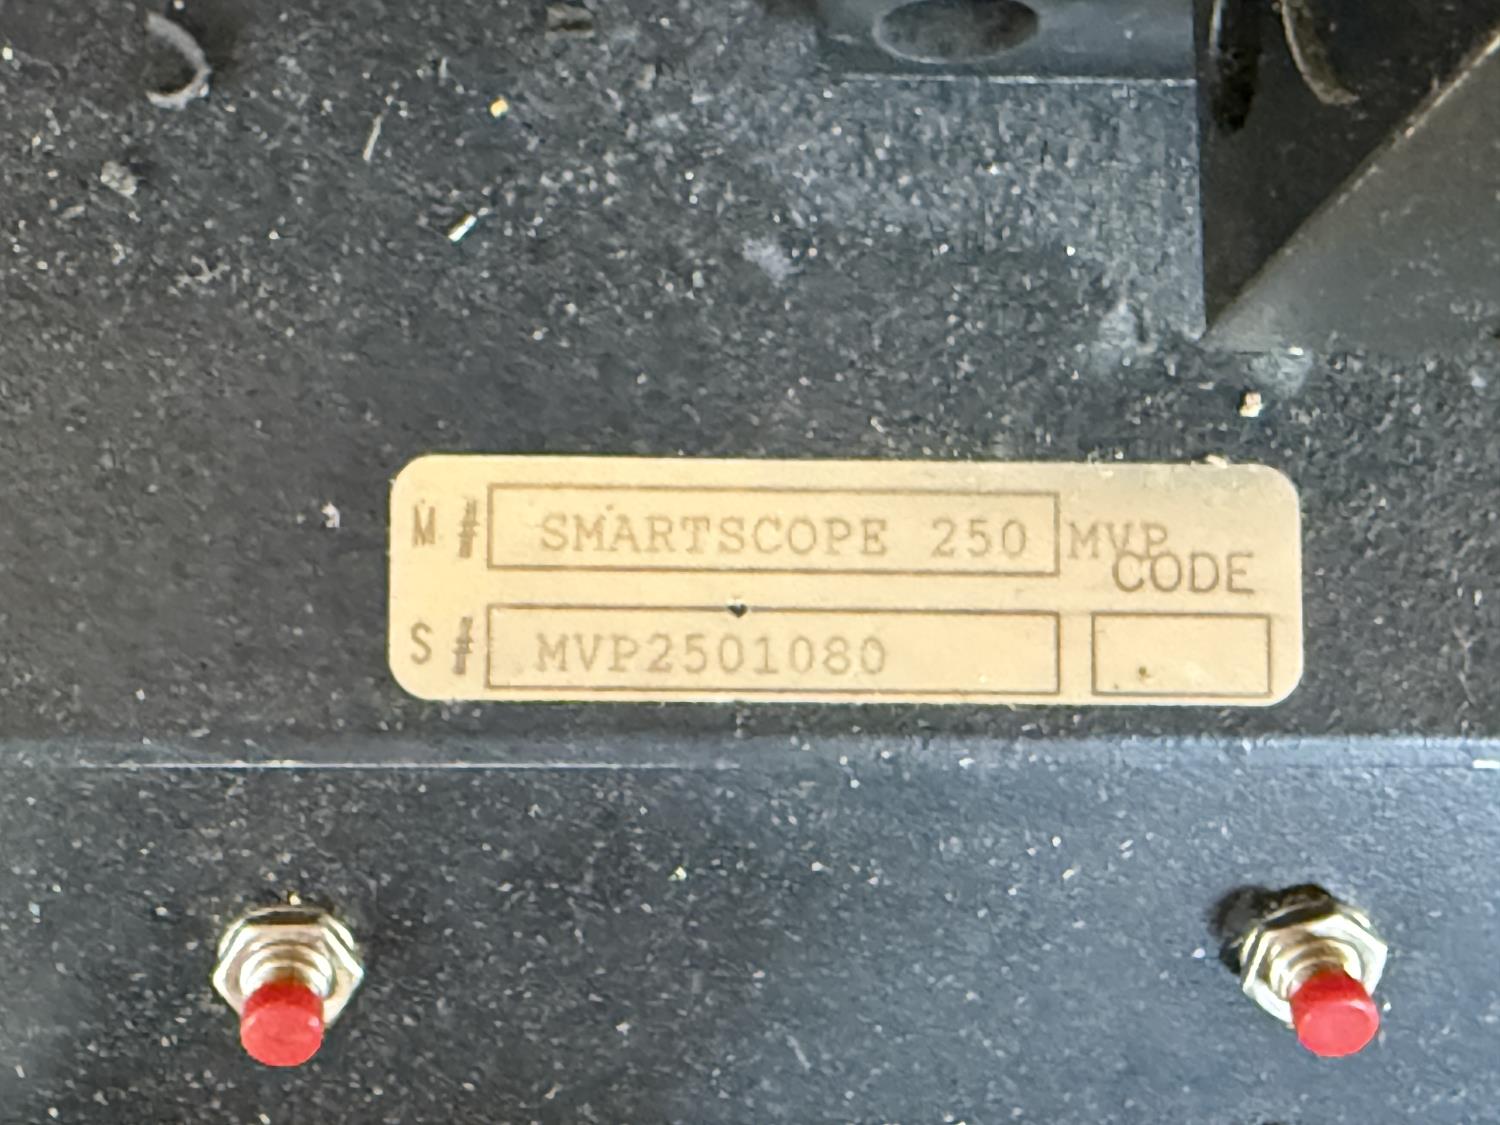 M # SMARTSCOPE 250 MVP
CODE
S # MVP2501080